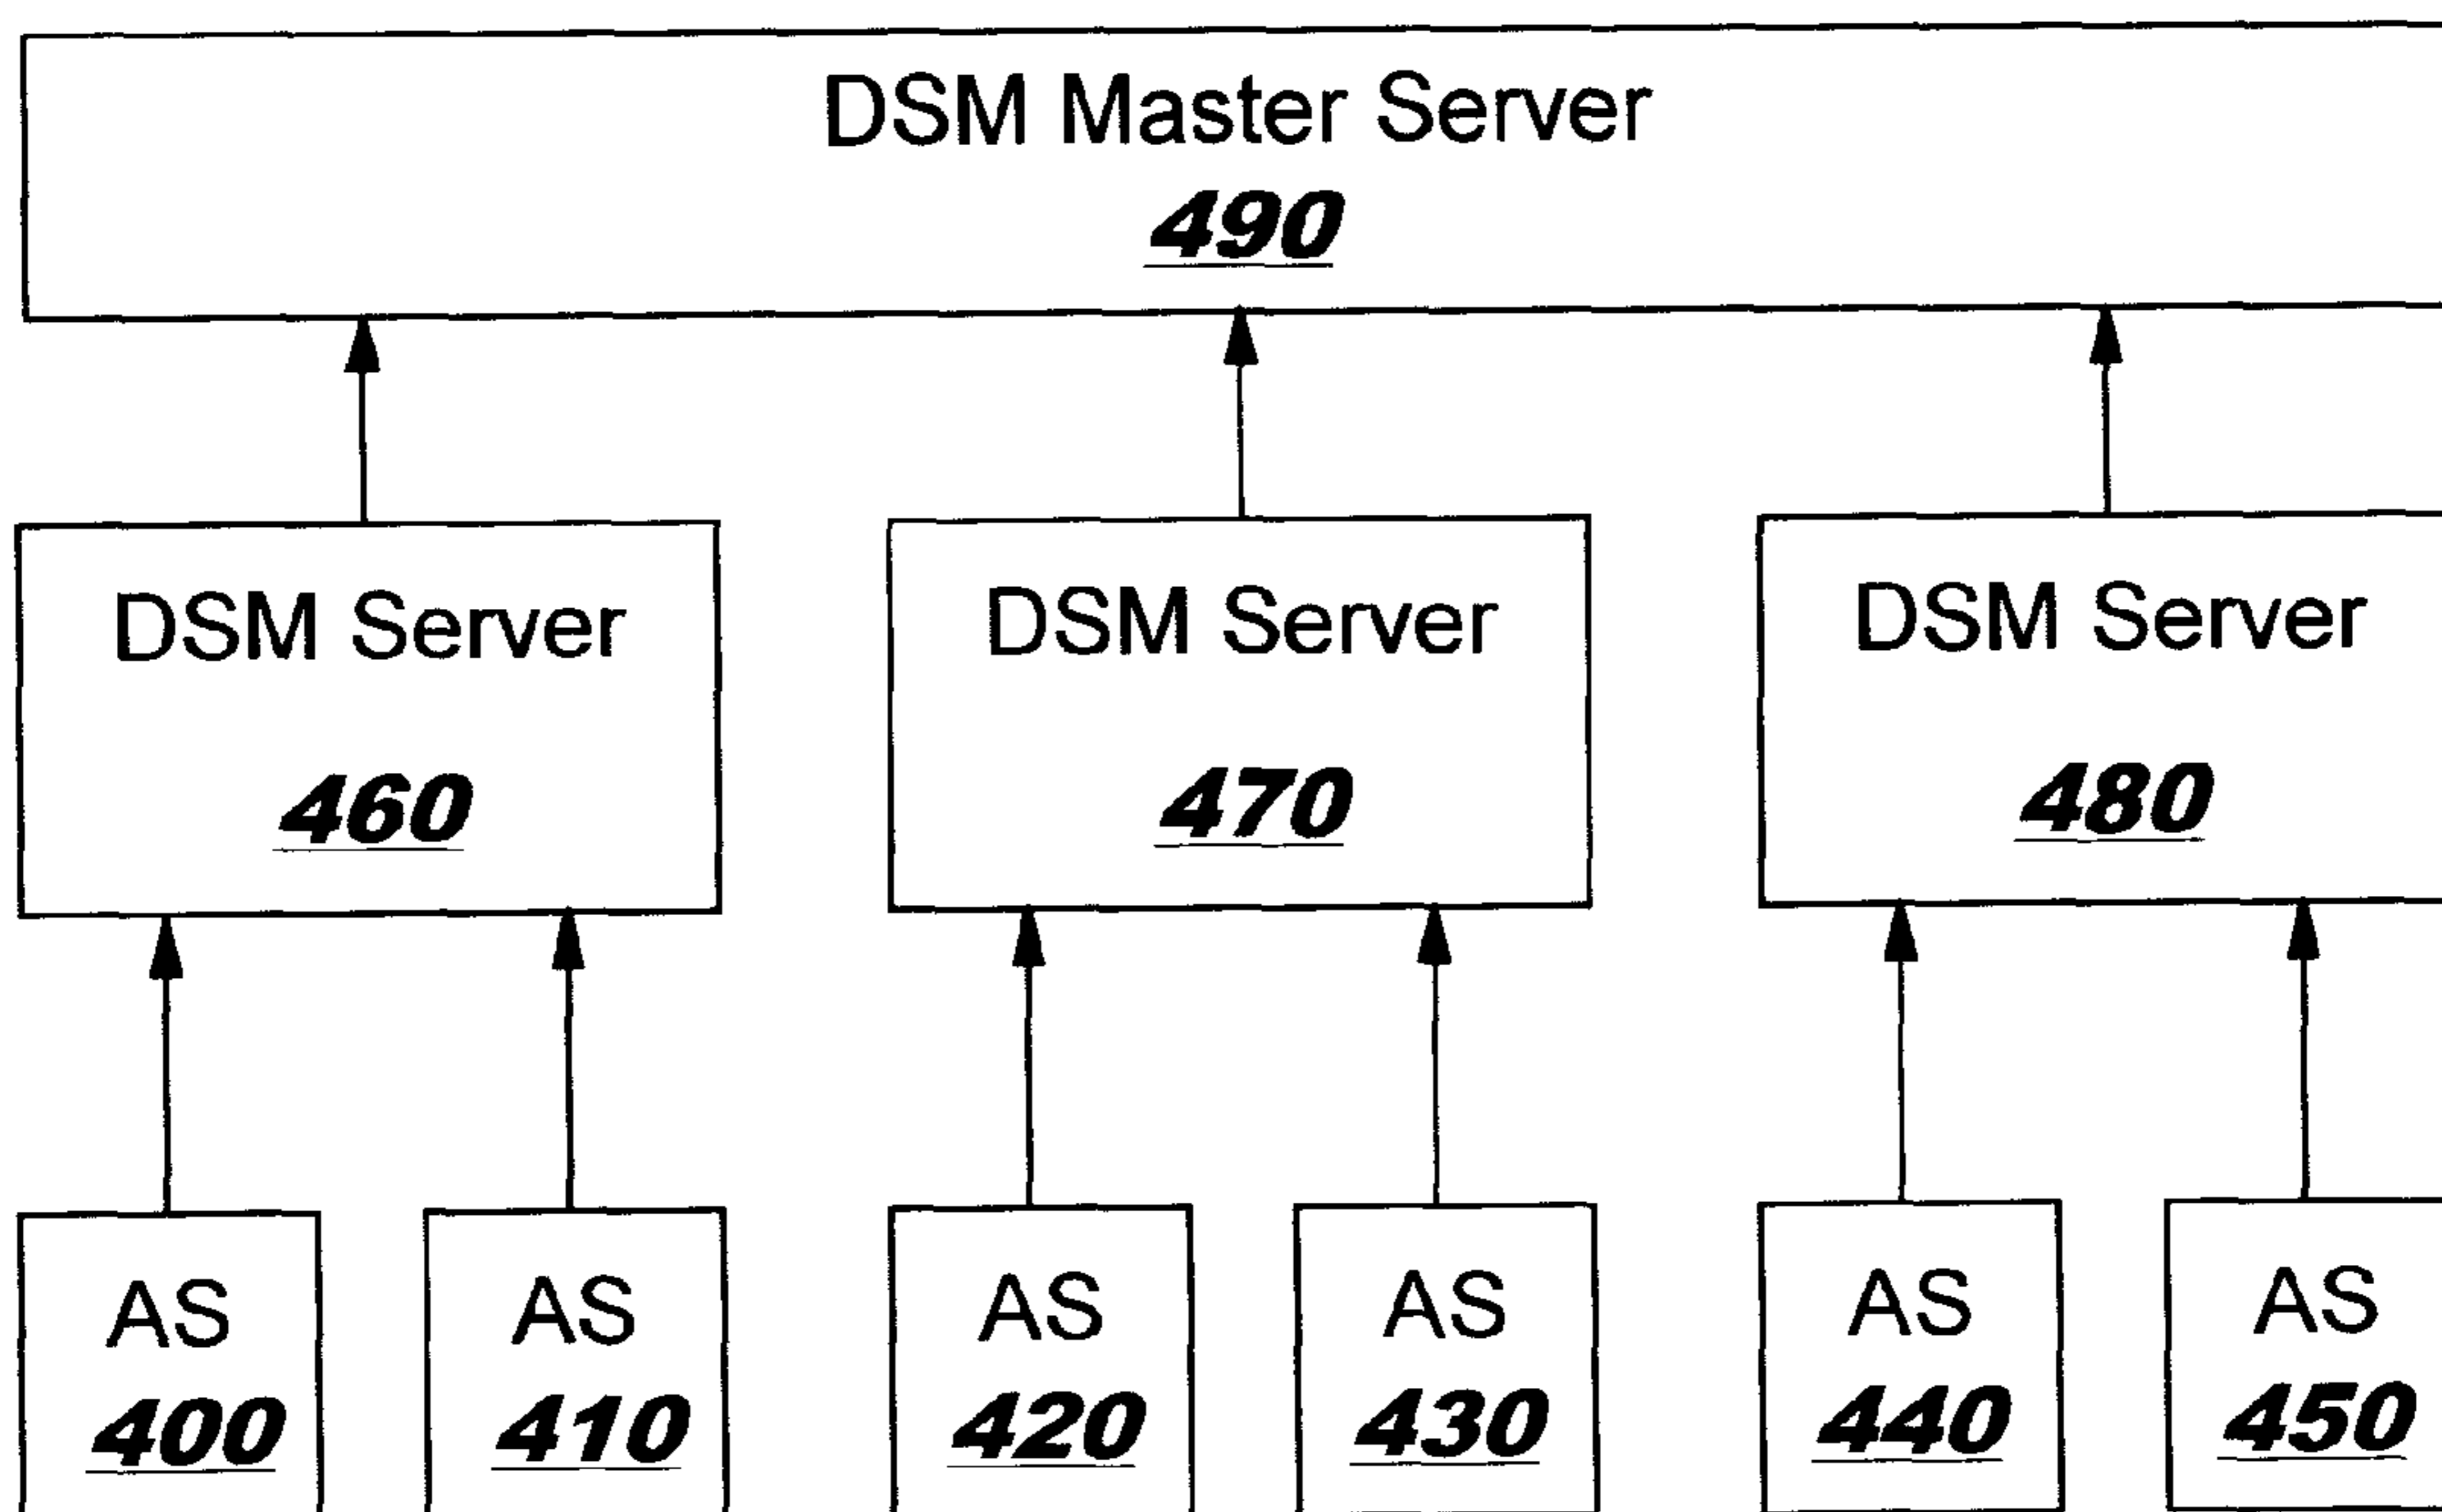 DSM Master Server
490
DSM Server
460
DSM Server
470
DSM Server
480
AS
400
AS
410
AS
420
AS
430
AS
440
AS
450